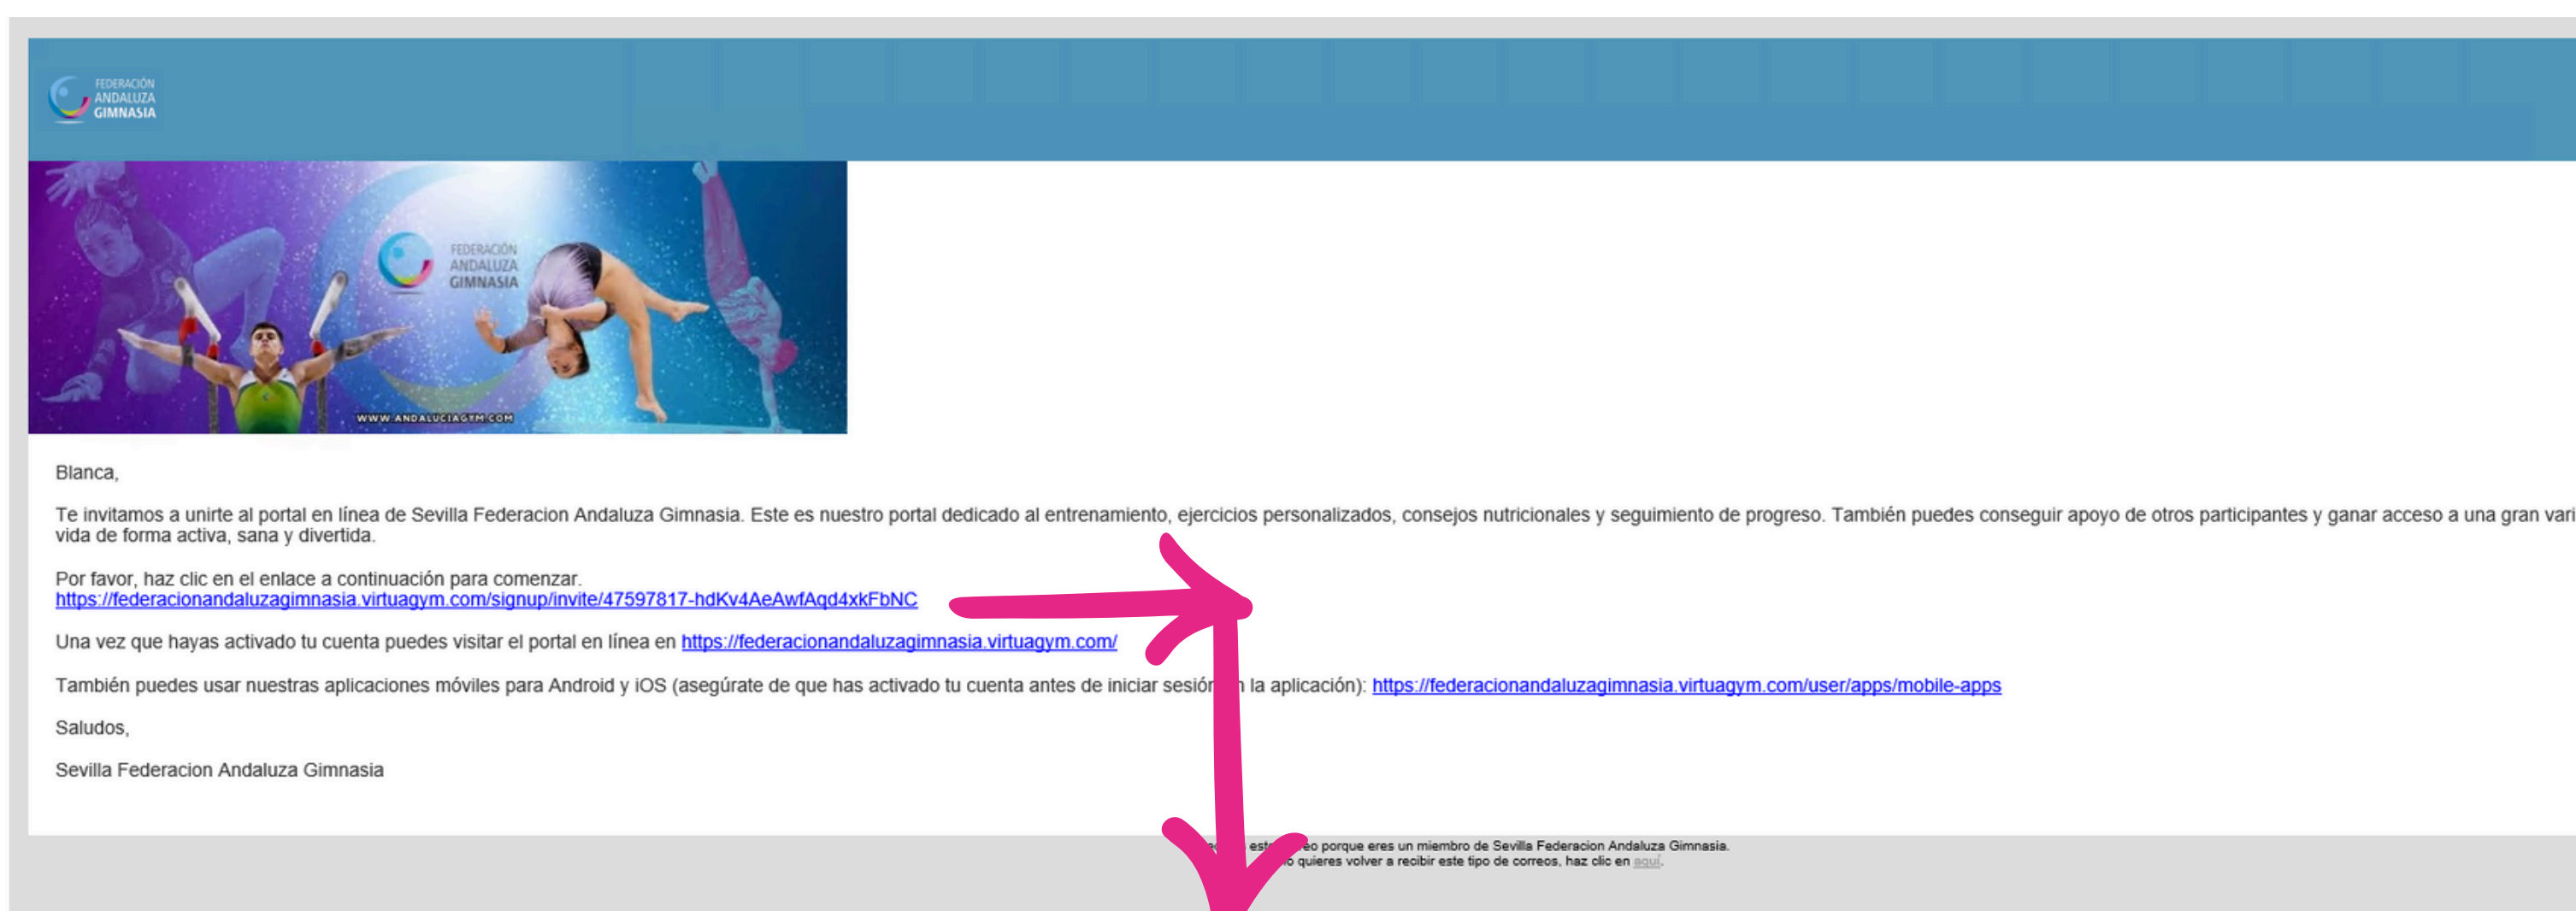 FEDERACIÓN
ANDALUZA
GIMNASIA
FEDERACIÓN
ANDALUZA
GIMNASIA
WWW.ANDALUCIAGYM.COM
Blanca,
Te invitamos a unirte al portal en línea de Sevilla Federacion Andaluza Gimnasia. Este es nuestro portal dedicado al entrenamiento, ejercicios personalizados, consejos nutricionales y seguimiento de progreso. También puedes conseguir apoyo de otros participantes y ganar acceso a una gran vari
vida de forma activa, sana y divertida.
Por favor, haz clic en el enlace a continuación para comenzar.
https://federacionandaluzagimnasia.virtuagym.com/signup/invite/47597817-hdKv4AeAwfAqd4xkFbNC
Una vez que hayas activado tu cuenta puedes visitar el portal en línea en https://federacionandaluzagimnasia.virtuagym.com/
También puedes usar nuestras aplicaciones móviles para Android y iOS (asegúrate de que has activado tu cuenta antes de iniciar sesión la aplicación): https://federacionandaluzagimnasia.virtuagym.com/user/apps/mobile-apps
Saludos,
Sevilla Federacion Andaluza Gimnasia
porque eres un miembro de Sevilla Federacion Andaluza Gimnasia.
quieres volver a recibir este tipo de correos, haz clic en aquí.